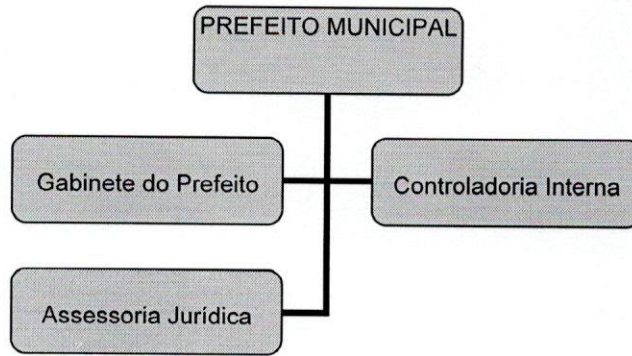 PREFEITO MUNICIPAL
Gabinete do Prefeito
Controladoria Interna
Assessoria Jurídica